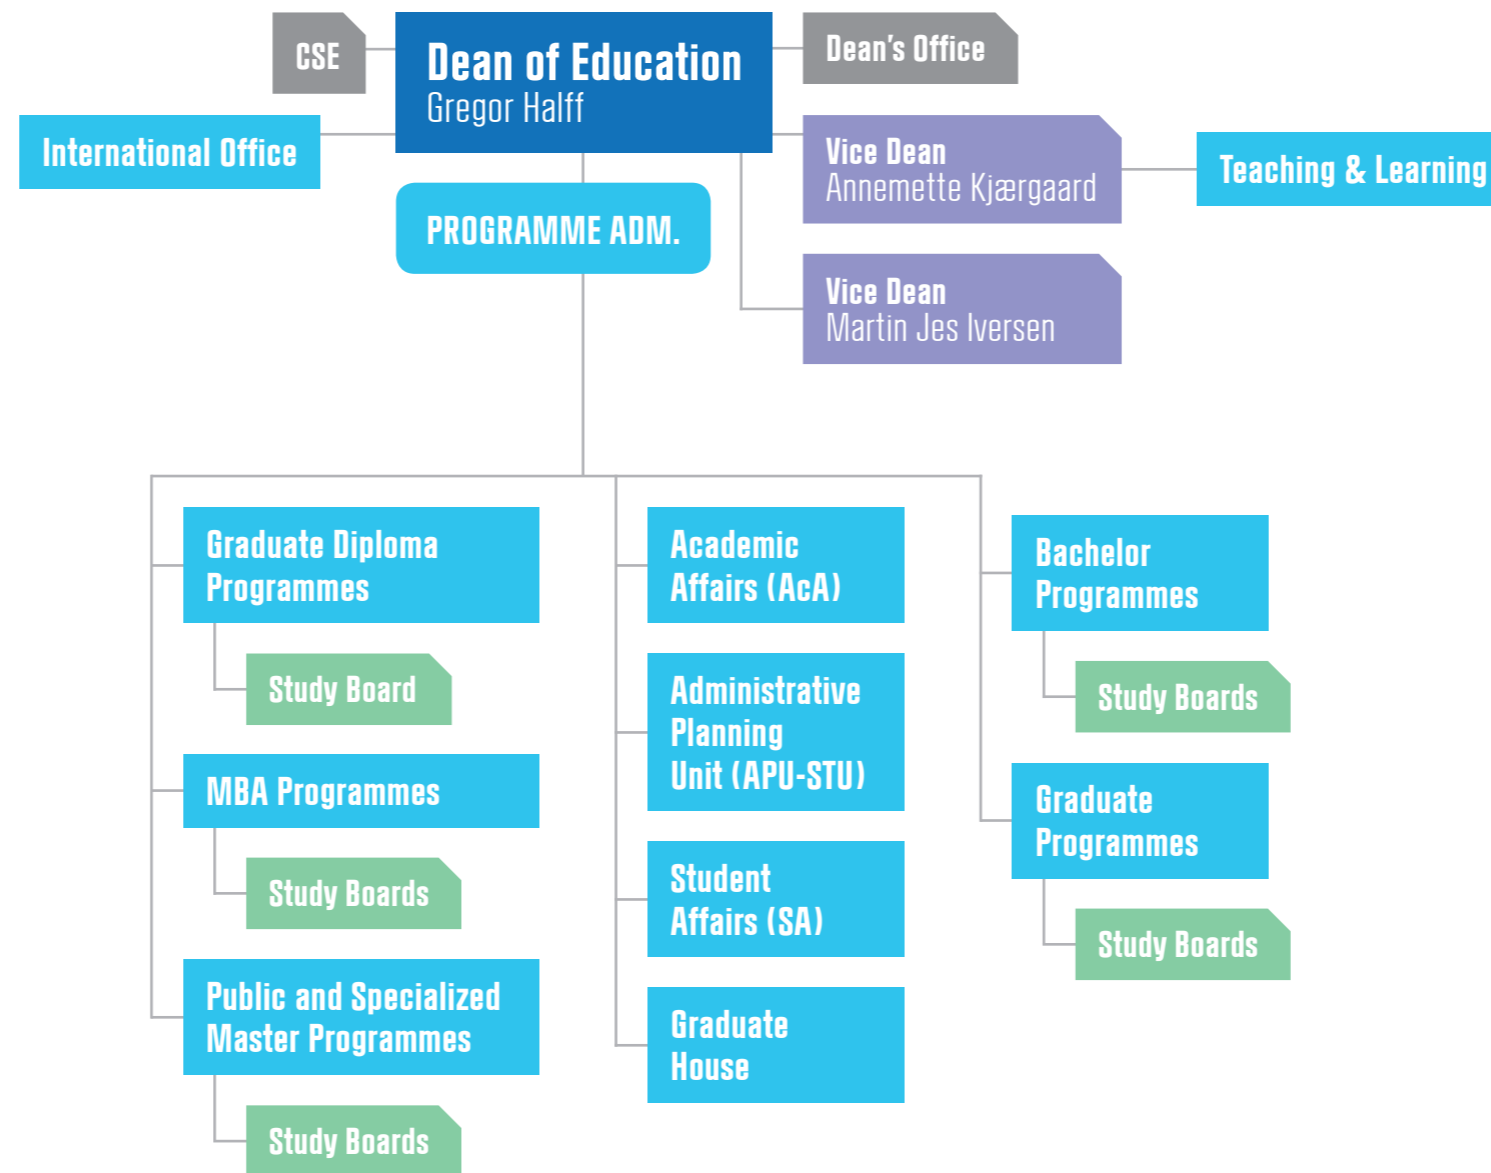 CSE
Dean of Education
Gregor Halff
Dean's Office
International Office
Vice Dean
Annemette Kjærgaard
Teaching & Learning
PROGRAMME ADM.
Vice Dean
Martin Jes Iversen
Graduate Diploma
Programmes
Study Board
MBA Programmes
Study Boards
Public and Specialized
Master Programmes
Study Boards
Academic
Affairs (AcA)
Administrative
Planning
Unit (APU-STU)
Student
Affairs (SA)
Graduate
House
Bachelor
Programmes
Study Boards
Graduate
Programmes
Study Boards